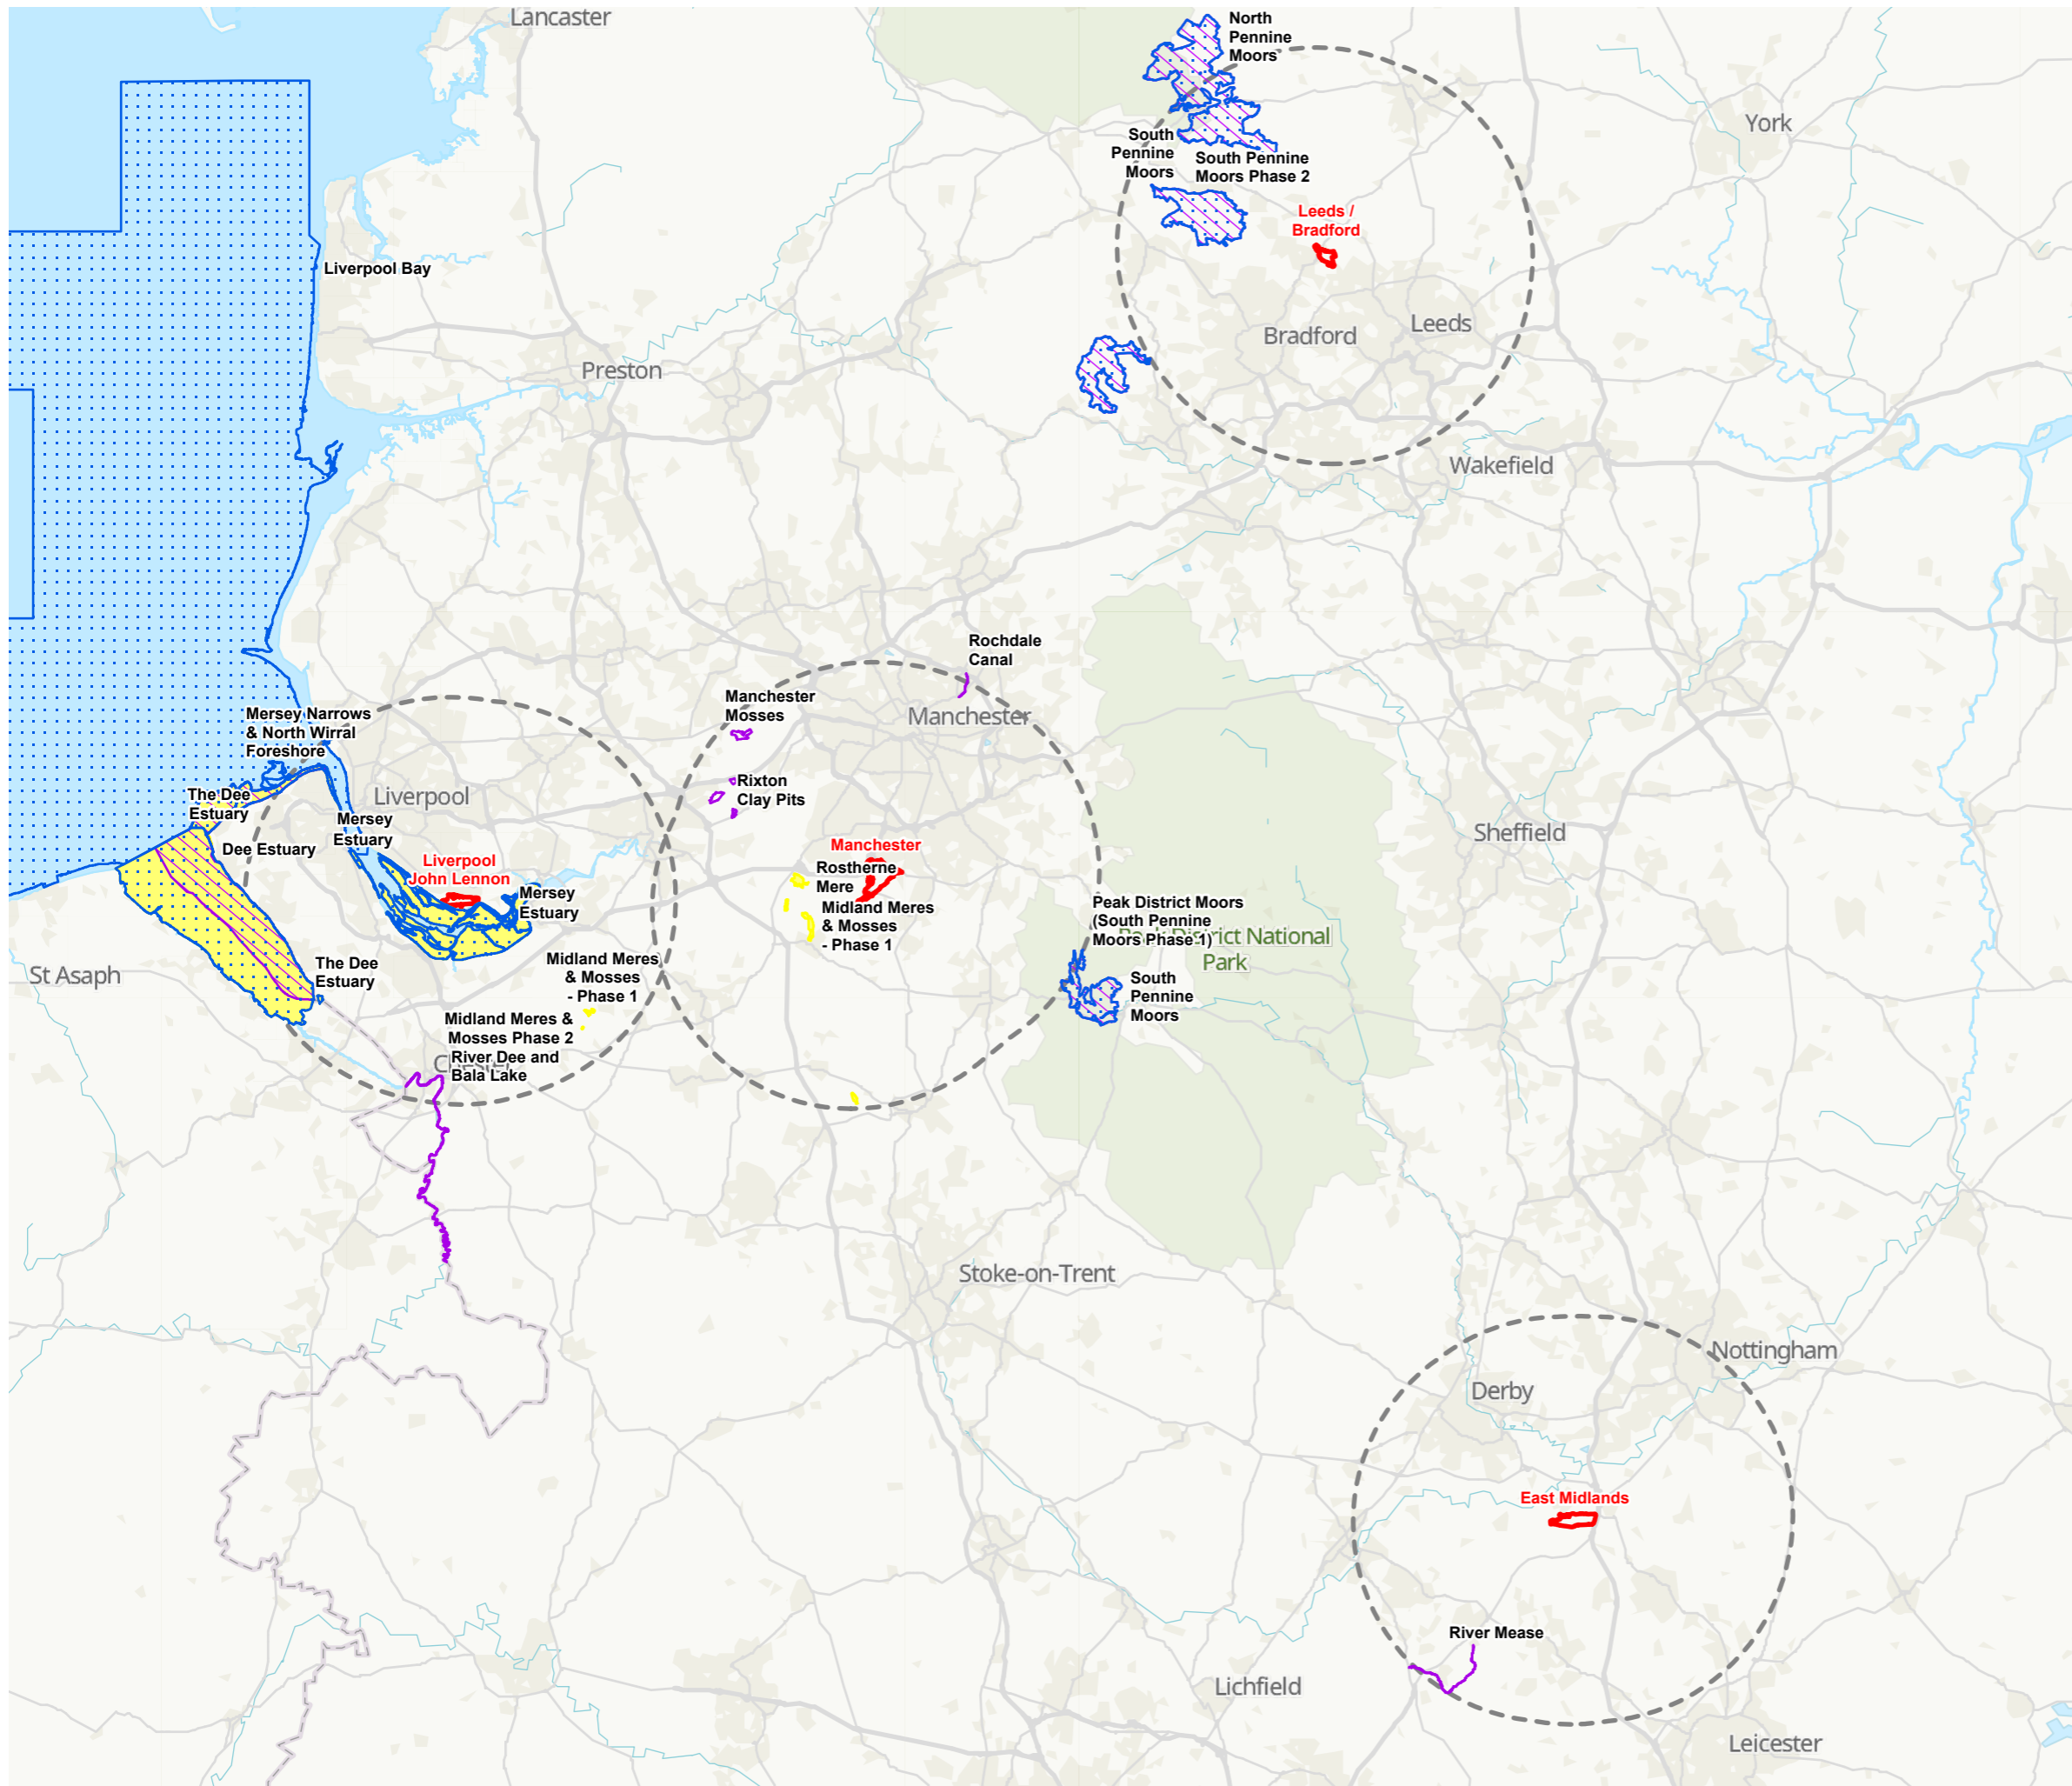 Lancaster
North
Pennine
Moors
York
South
Pennine
Moors
South Pennine
Moors Phase 2
Leeds /
Bradford
Liverpool Bay
Bradford
Leeds
Preston
Wakefield
Rochdale
Canal
Manchester
Mosses
Manchester
Mersey Narrows
& North Wirral
Foreshore
Rixton
Clay Pits
The Dee
Estuary
Liverpool
Mersey
Estuary
Dee Estuary
Sheffield
Manchester
Liverpool
John Lennon
Rostherne
Mere
Mersey
Estuary
Midland Meres
& Mosses
- Phase 1
Peak District Moors
(South Pennine
Moors Phase 1)
Peak District National
Park
St Asaph
The Dee
Estuary
Midland Meres
& Mosses
- Phase 1
South
Pennine
Moors
Midland Meres &
Mosses Phase 2
River Dee and
Bala Lake
Chester
Stoke-on-Trent
Nottingham
Derby
East Midlands
River Mease
Lichfield
Leicester